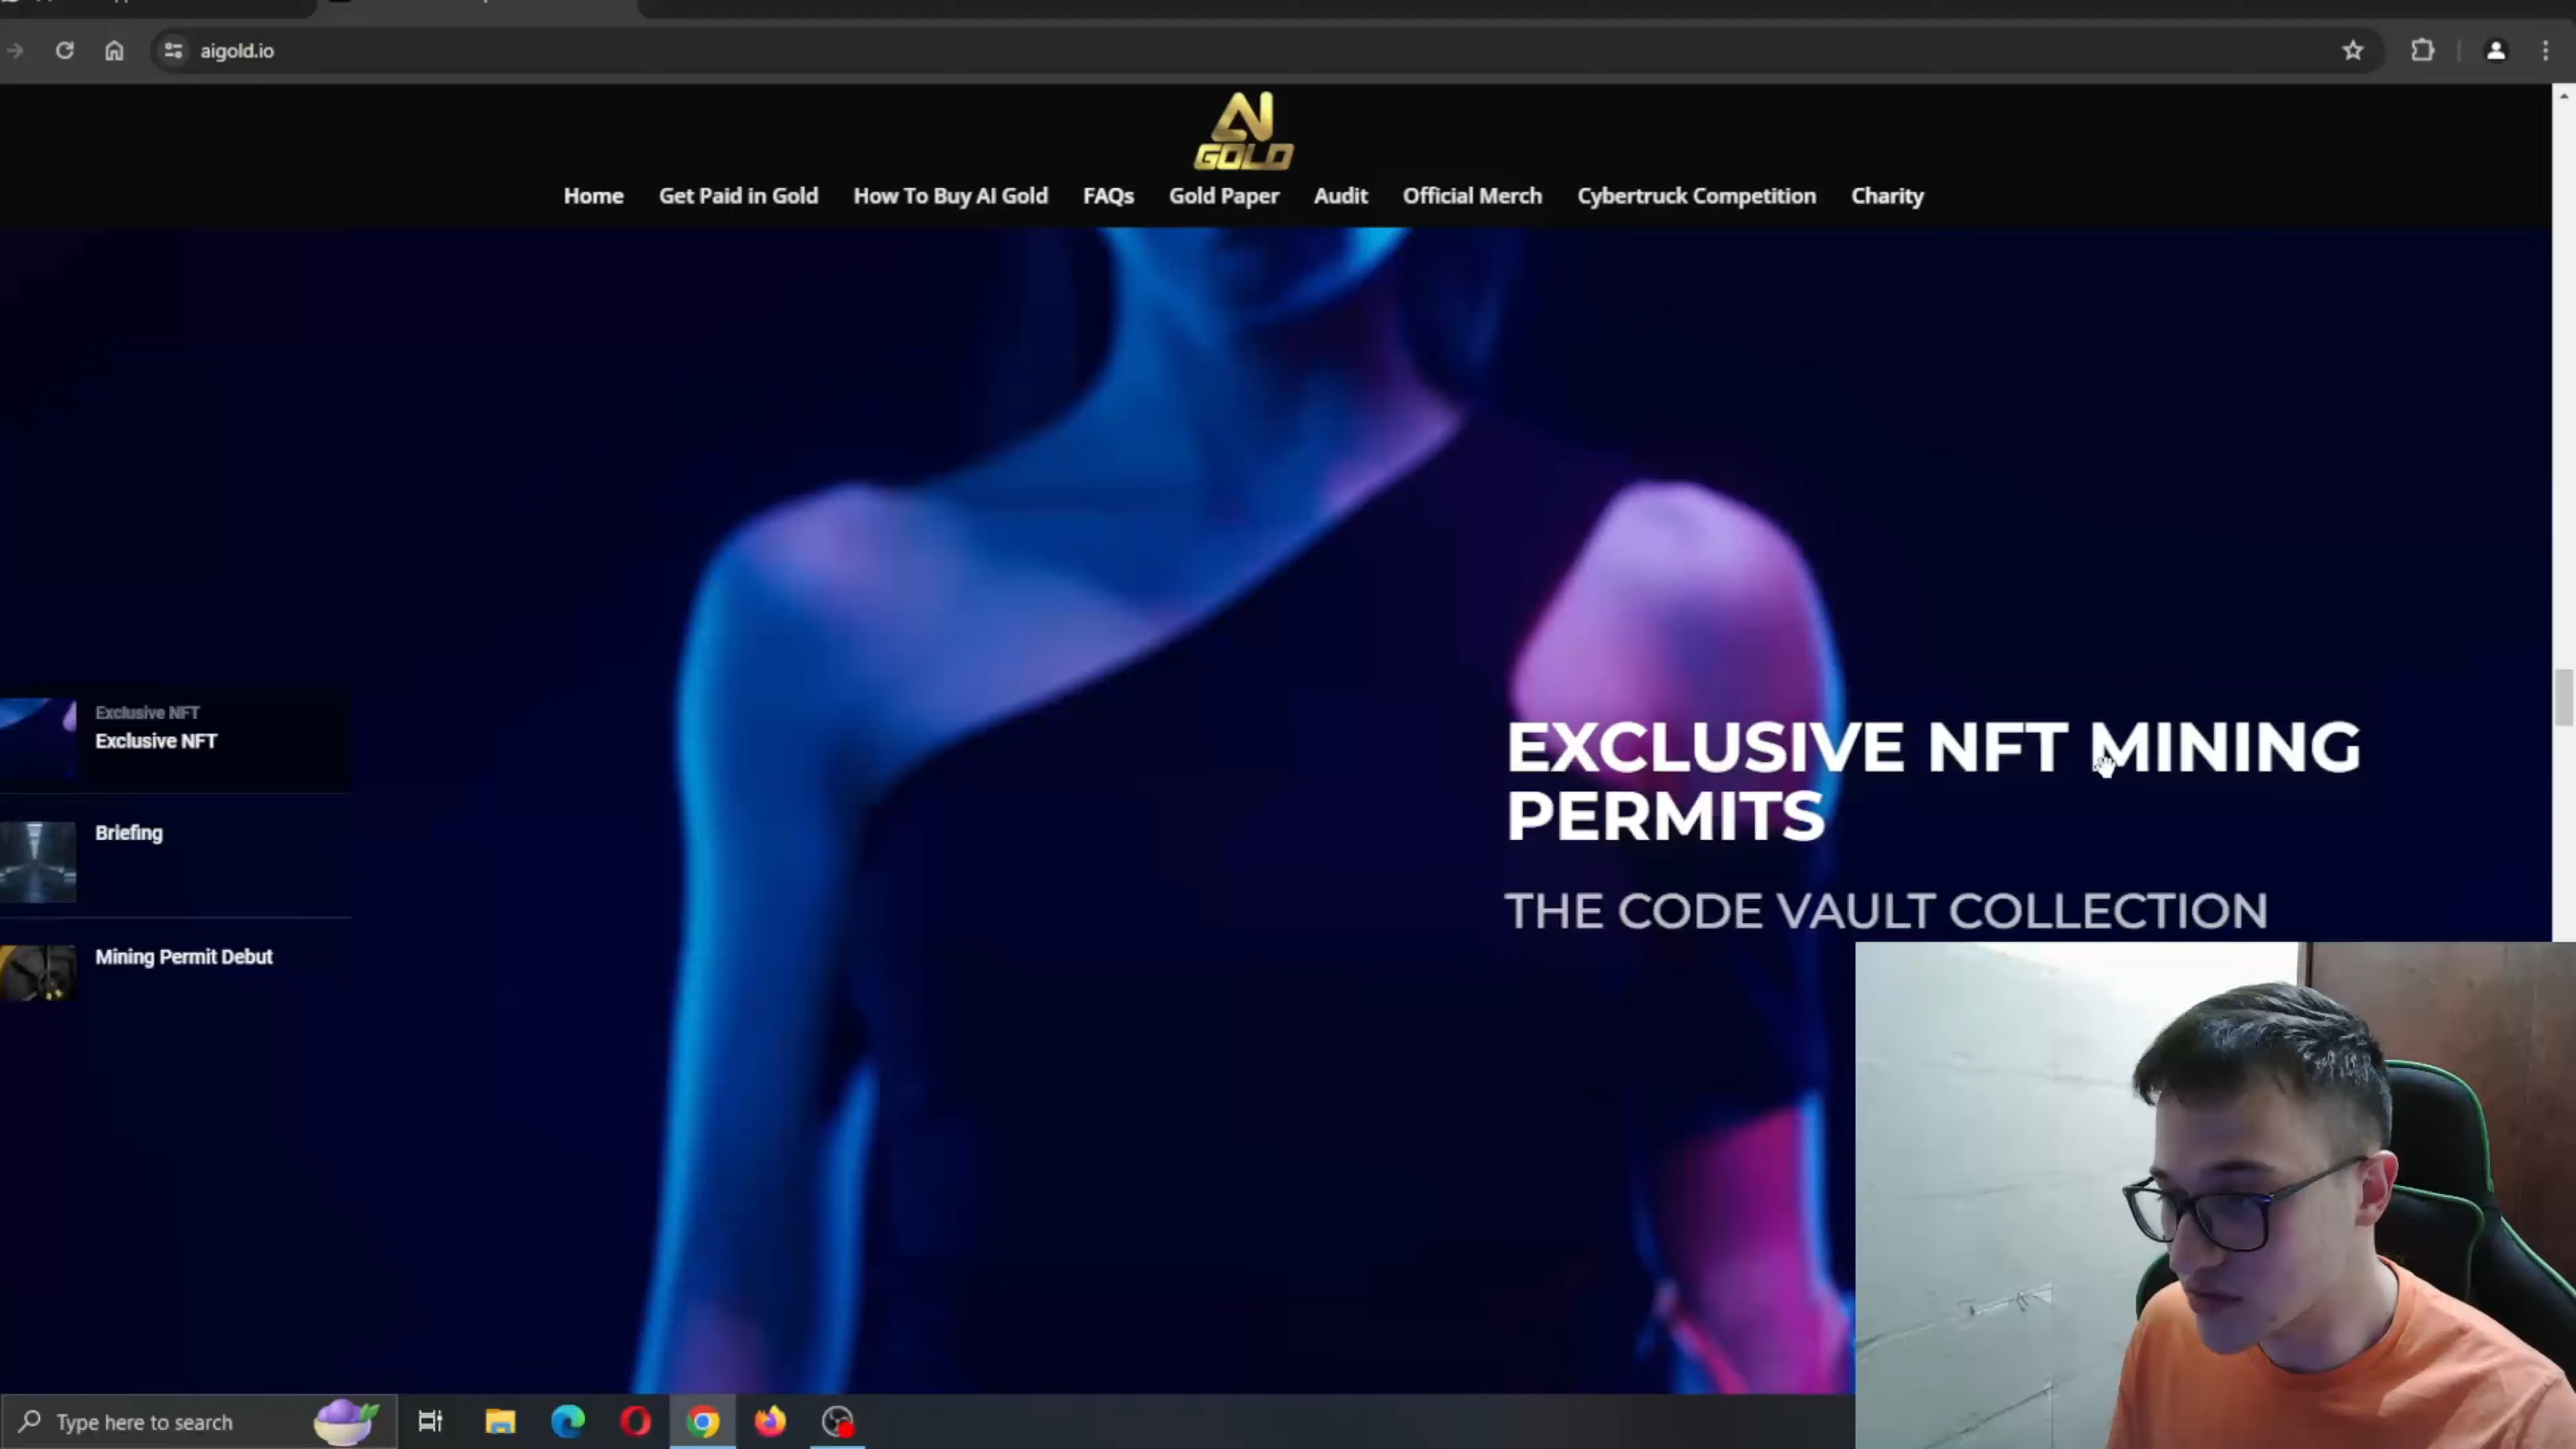 aigold.io
AI
GOLD
Home Get Paid in Gold How To Buy AI Gold FAQs Gold Paper Audit Official Merch Cybertruck Competition Charity
Exclusive NFT
Exclusive NFT
Briefing
Mining Permit Debut
EXCLUSIVE NFT MINING
PERMITS
THE CODE VAULT COLLECTION
Type here to search